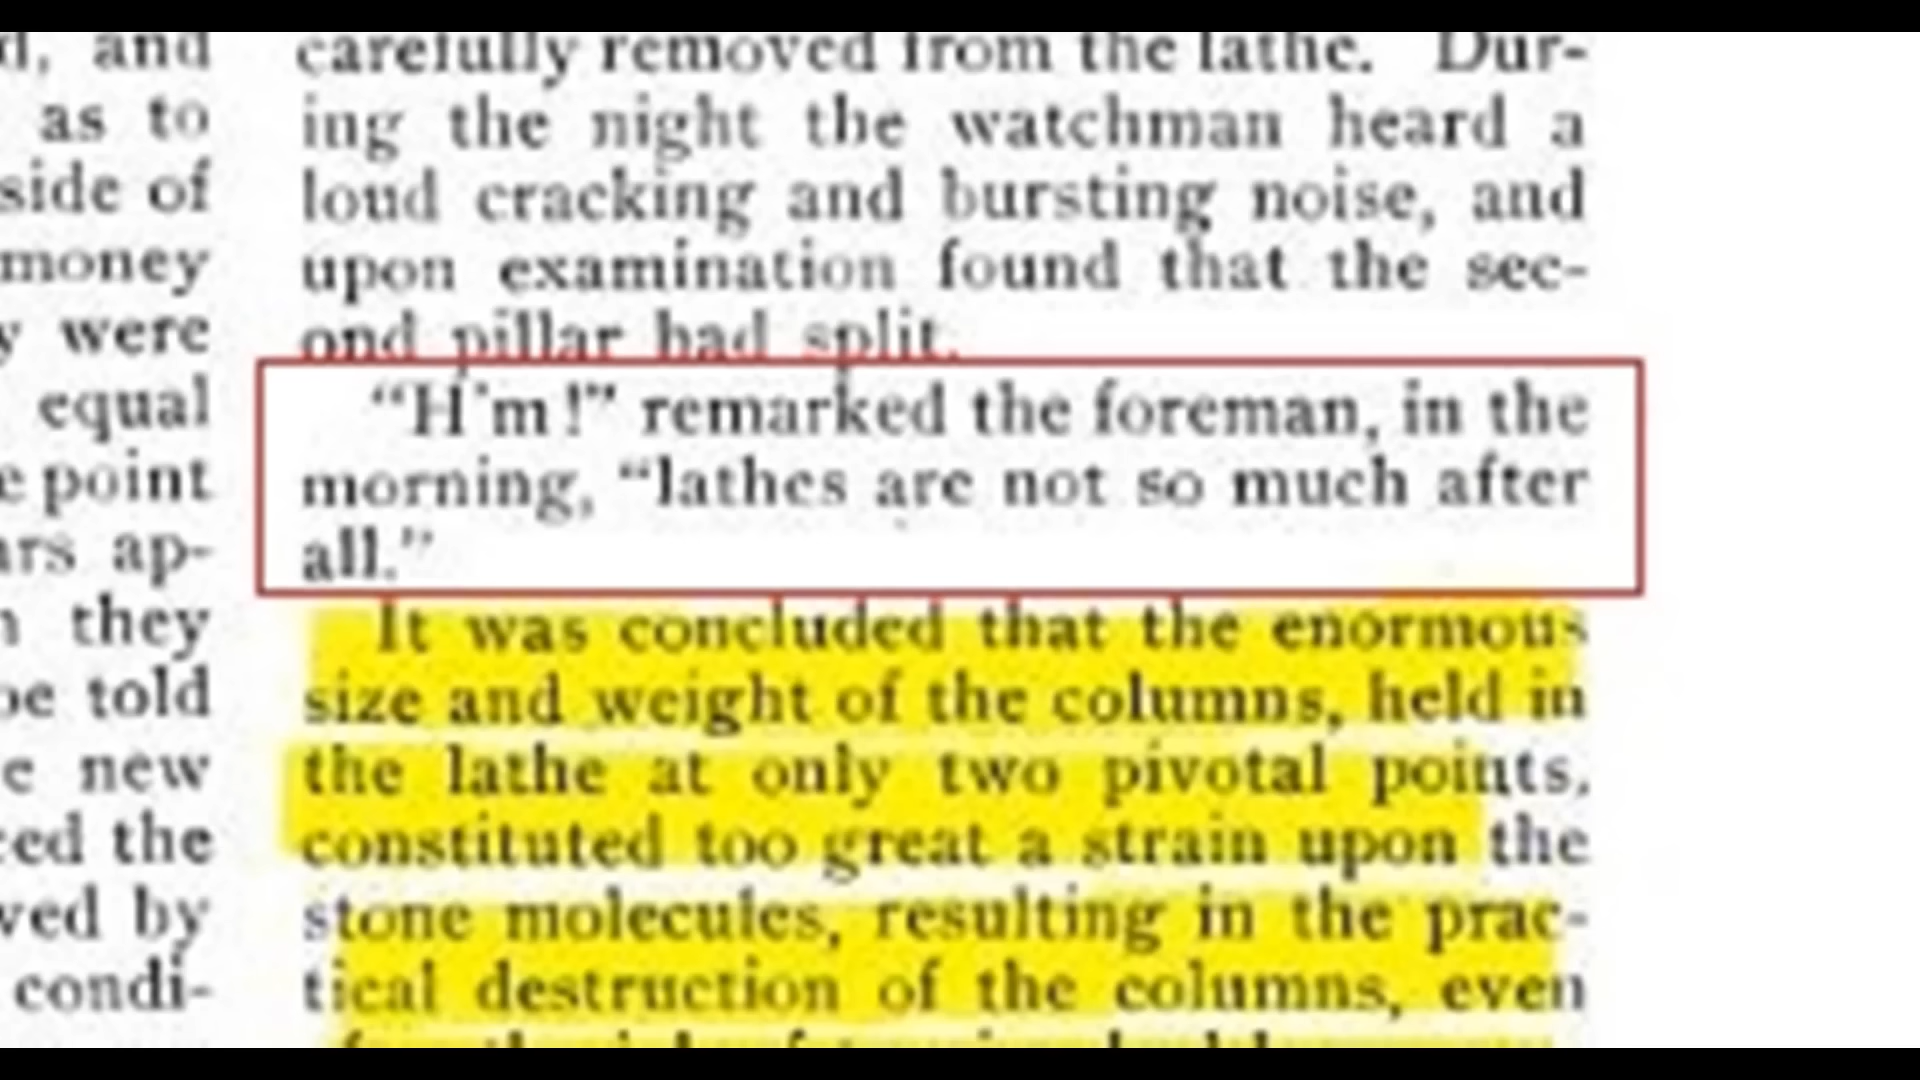 d, and
as to
side of
money
y were
equal
e point
ars ap-
n they
be told
e new
ced the
ved by
condi-
carefully removed from the lathe. Dur-
ing the night the watchman heard a
loud cracking and bursting noise, and
upon examination found that the sec-
ond pillar had split.
“H’m!” remarked the foreman, in the
morning, “lathes are not so much after
all.”
It was concluded that the enormous
size and weight of the columns, held in
the lathe at only two pivotal points,
constituted too great a strain upon the
stone molecules, resulting in the prac-
tical destruction of the columns, even